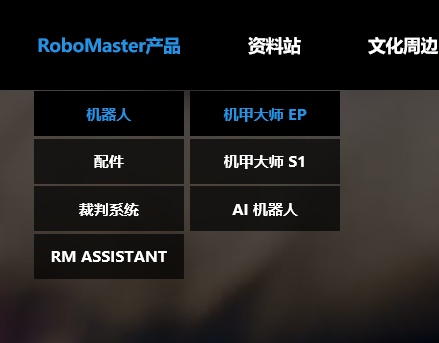 RoboMaster产品 资料站 文化周边
机器人 机甲大师 EP
配件 机甲大师 S1
裁判系统 AI 机器人
RM ASSISTANT